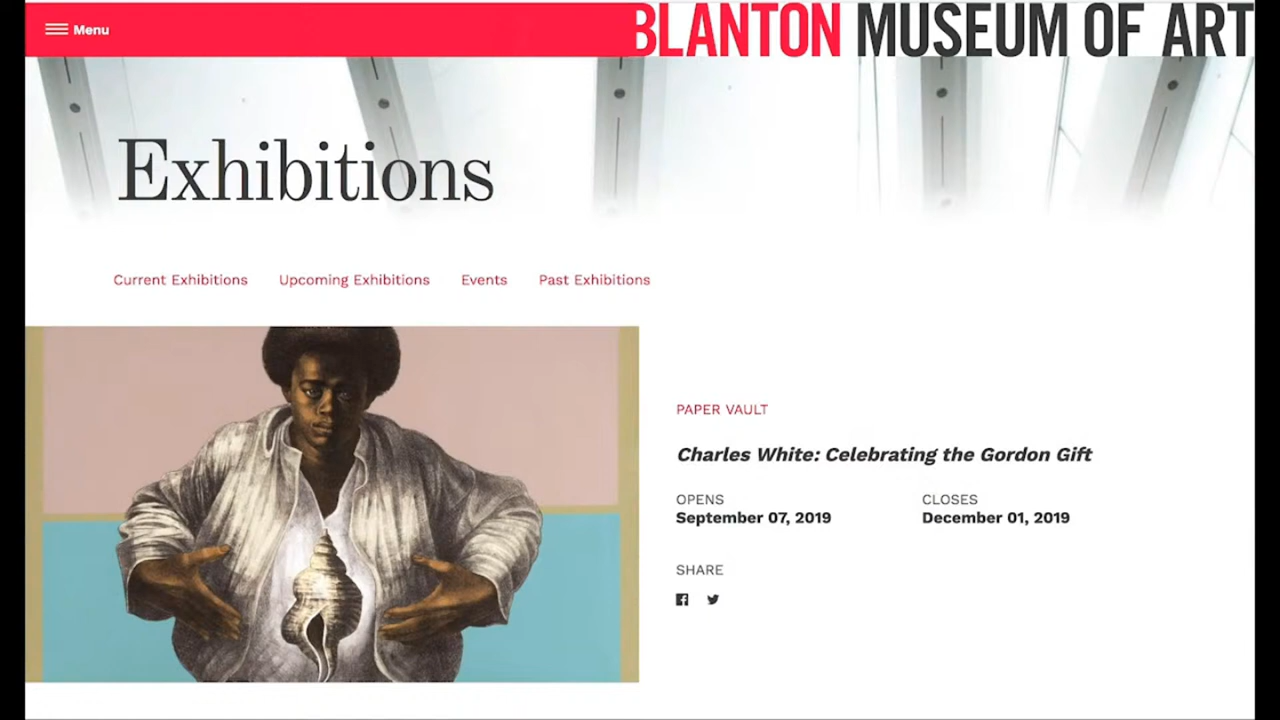 Menu
BLANTON MUSEUM OF ART
Exhibitions
Current Exhibitions Upcoming Exhibitions Events Past Exhibitions
PAPER VAULT
Charles White: Celebrating the Gordon Gift
OPENS CLOSES
September 07, 2019 December 01, 2019
SHARE